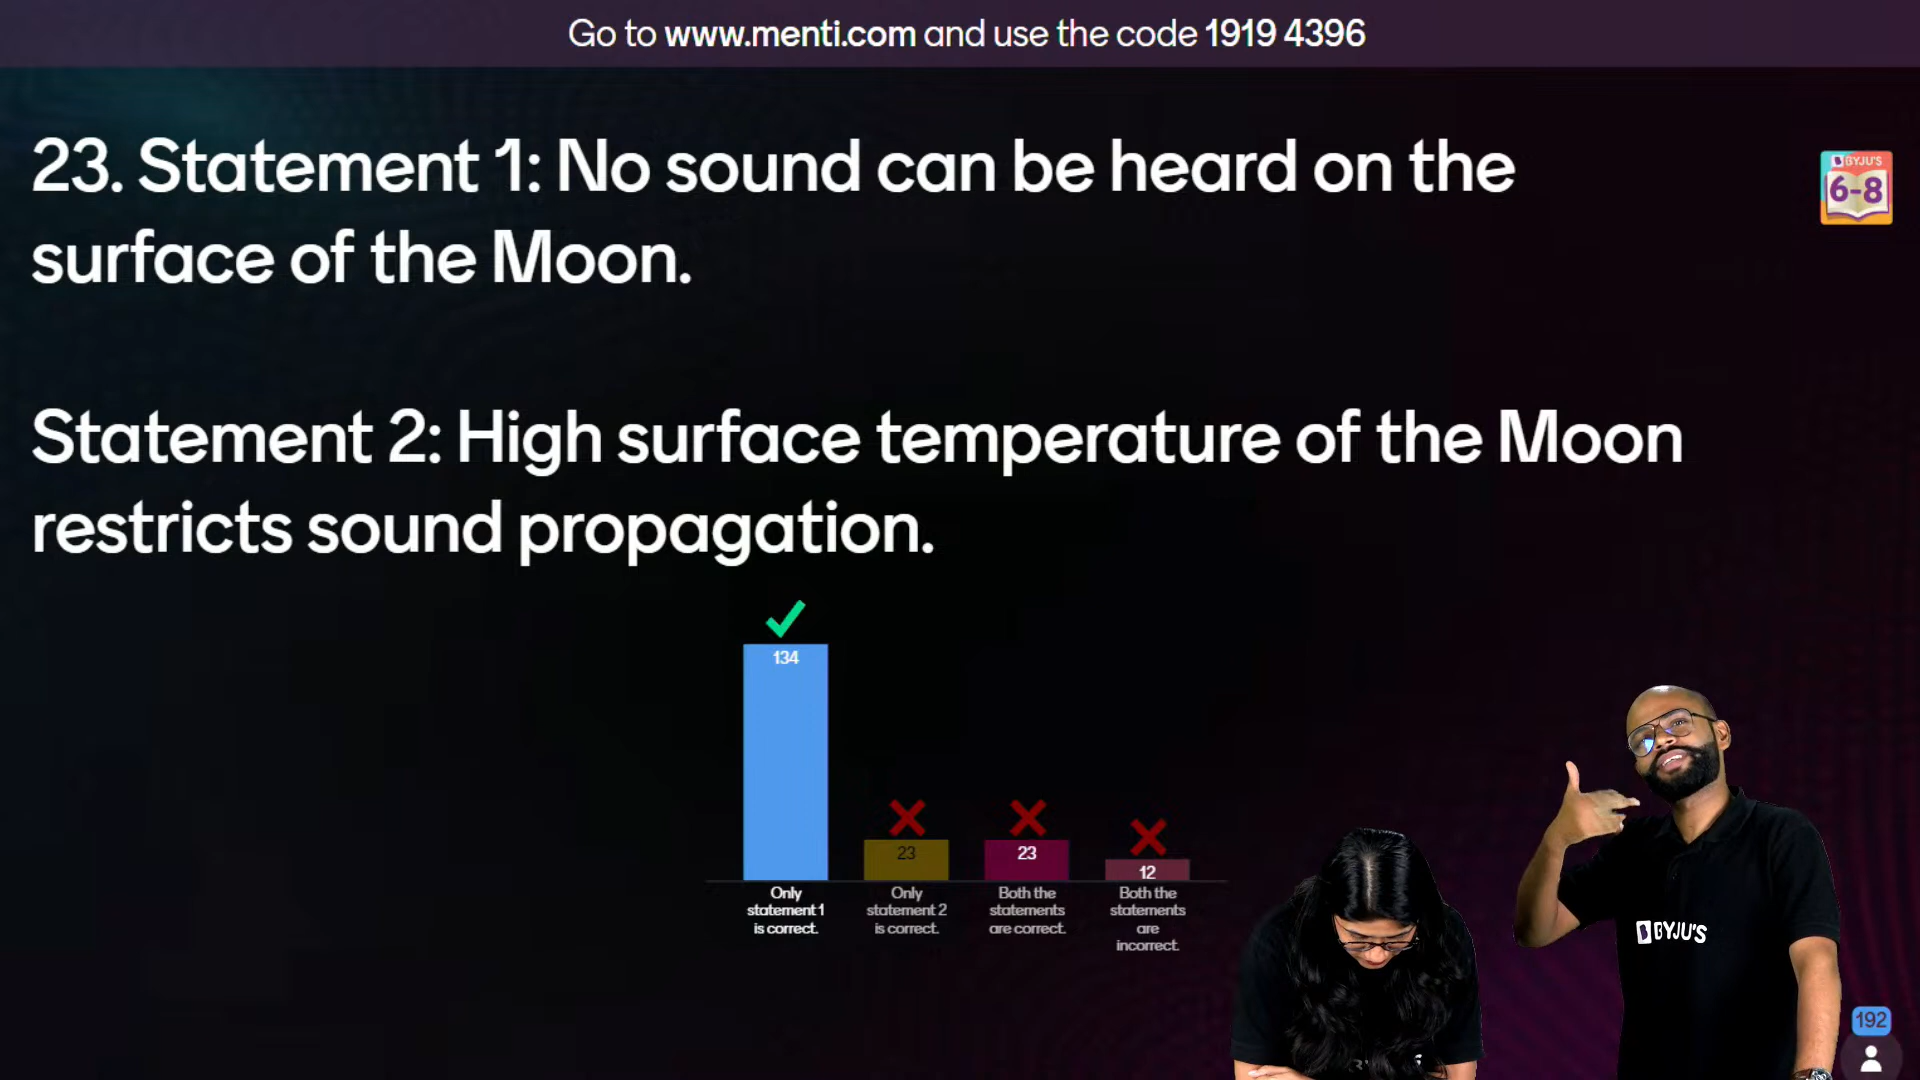 Go to www.menti.com and use the code 1919 4396
23. Statement 1: No sound can be heard on the
surface of the Moon.
BYJU'S
6-8
Statement 2: High surface temperature of the Moon
restricts sound propagation.
134
23
23
12
Only
statement 1
is correct.
Only
statement 2
is correct.
Both the
statements
are correct.
Both the
statements
are
incorrect.
BYJU'S
192